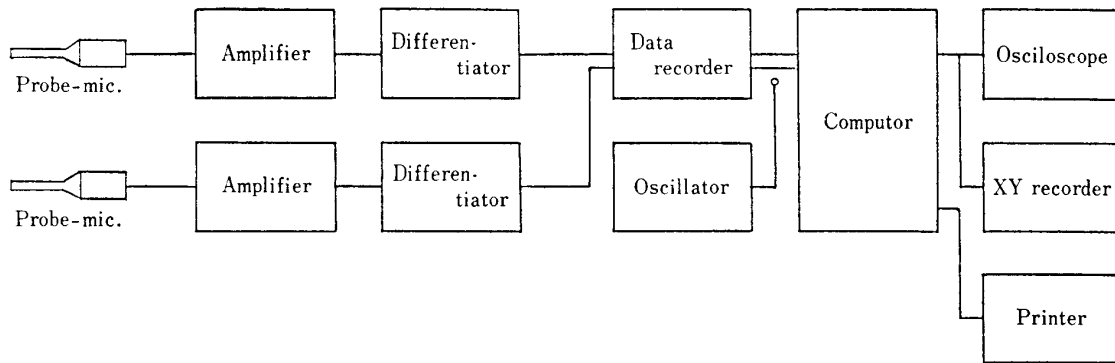 Probe-mic.
Amplifier
Differen-
tiator
Data
recorder
Computor
Osciloscope
Probe-mic.
Amplifier
Differen-
tiator
Oscillator
XY recorder
Printer